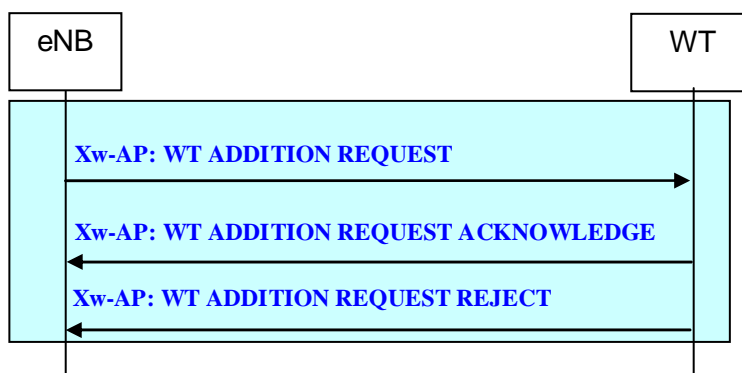 eNB
WT
Xw-AP: WT ADDITION REQUEST
Xw-AP: WT ADDITION REQUEST ACKNOWLEDGE
Xw-AP: WT ADDITION REQUEST REJECT